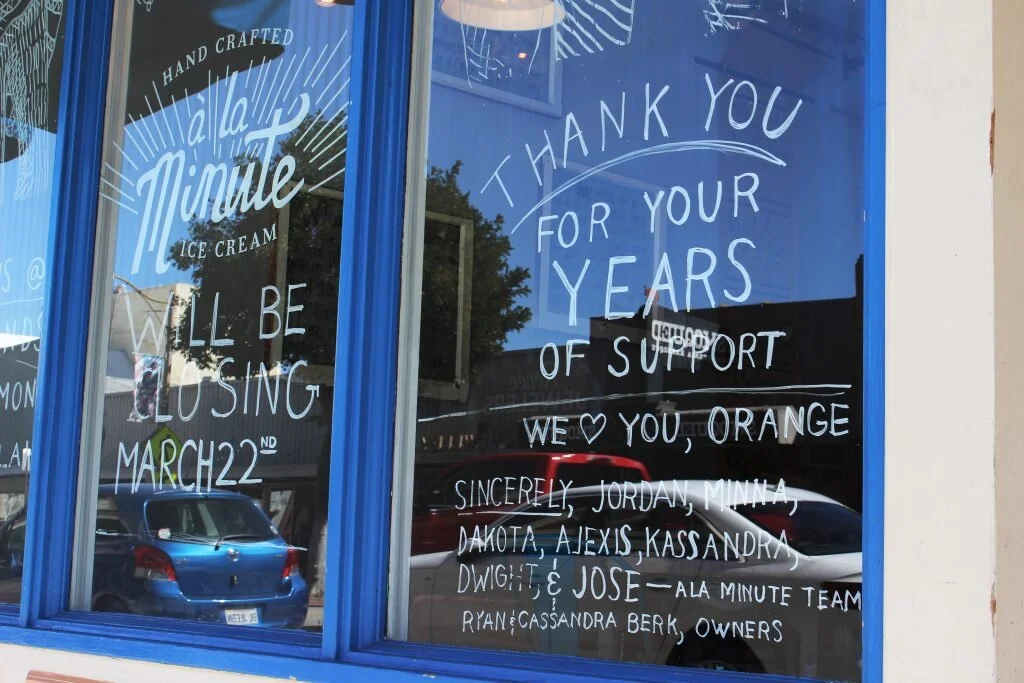 HAND CRAFTED
à la
Minute
ICE CREAM
WILL BE
CLOSING
MARCH 22ND
THANK YOU
FOR YOUR
YEARS
OF SUPPORT
WE ♡ YOU, ORANGE
SINCERELY, JORDAN, MINNA,
DAKOTA, ALEXIS, KASSANDRA,
DWIGHT, & JOSE — ALA MINUTE TEAM
RYAN & CASSANDRA BERK, OWNERS